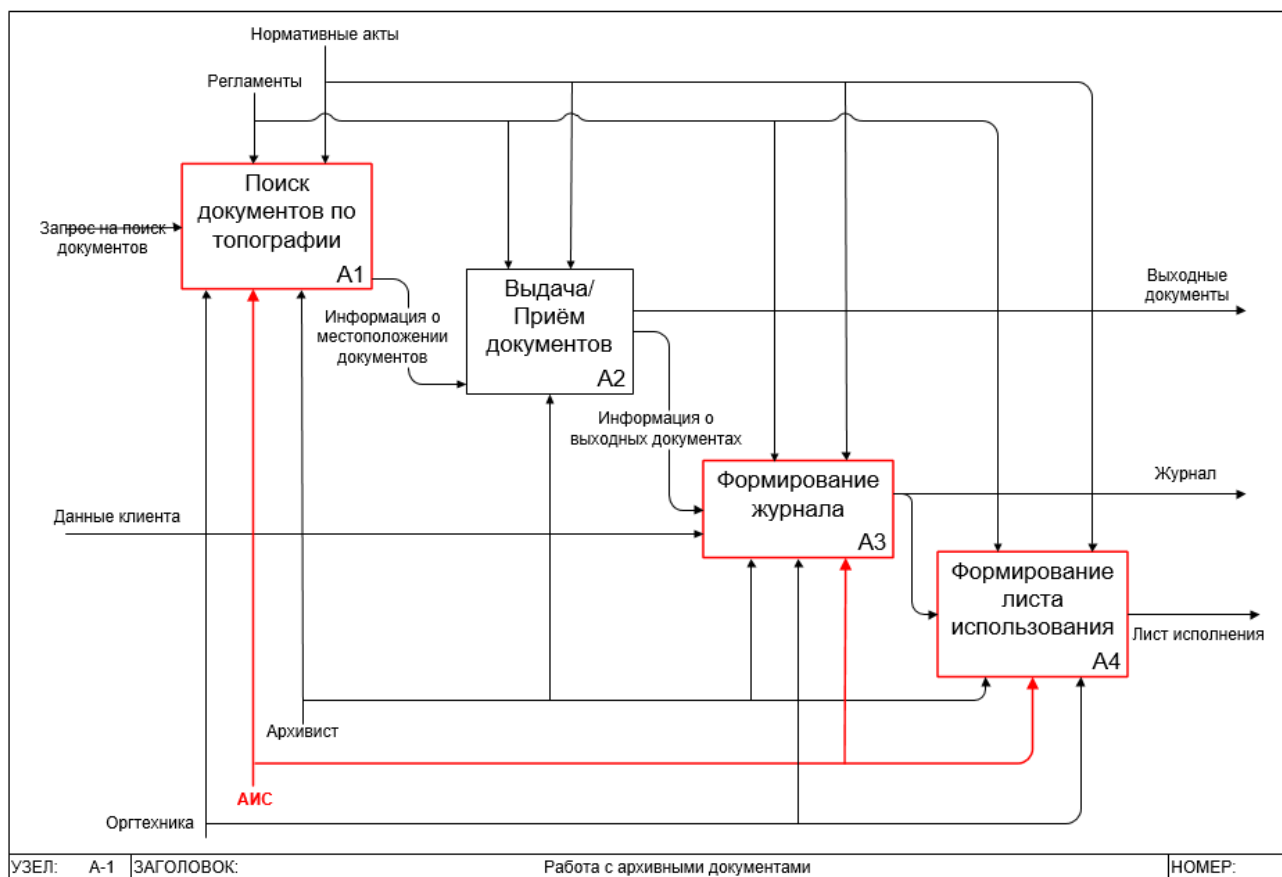 Нормативные акты
Регламенты
Поиск
документов по
топографии
A1
Запрос на поиск
документов
Выдача/
Приём
документов
A2
Выходные
документы
Информация о
местоположении
документов
Информация о
выходных документах
Формирование
журнала
A3
Журнал
Данные клиента
Формирование
листа
использования
A4
Лист исполнения
Архивист
АИС
Оргтехника
УЗЕЛ: A-1 ЗАГОЛОВОК: Работа с архивными документами НОМЕР: